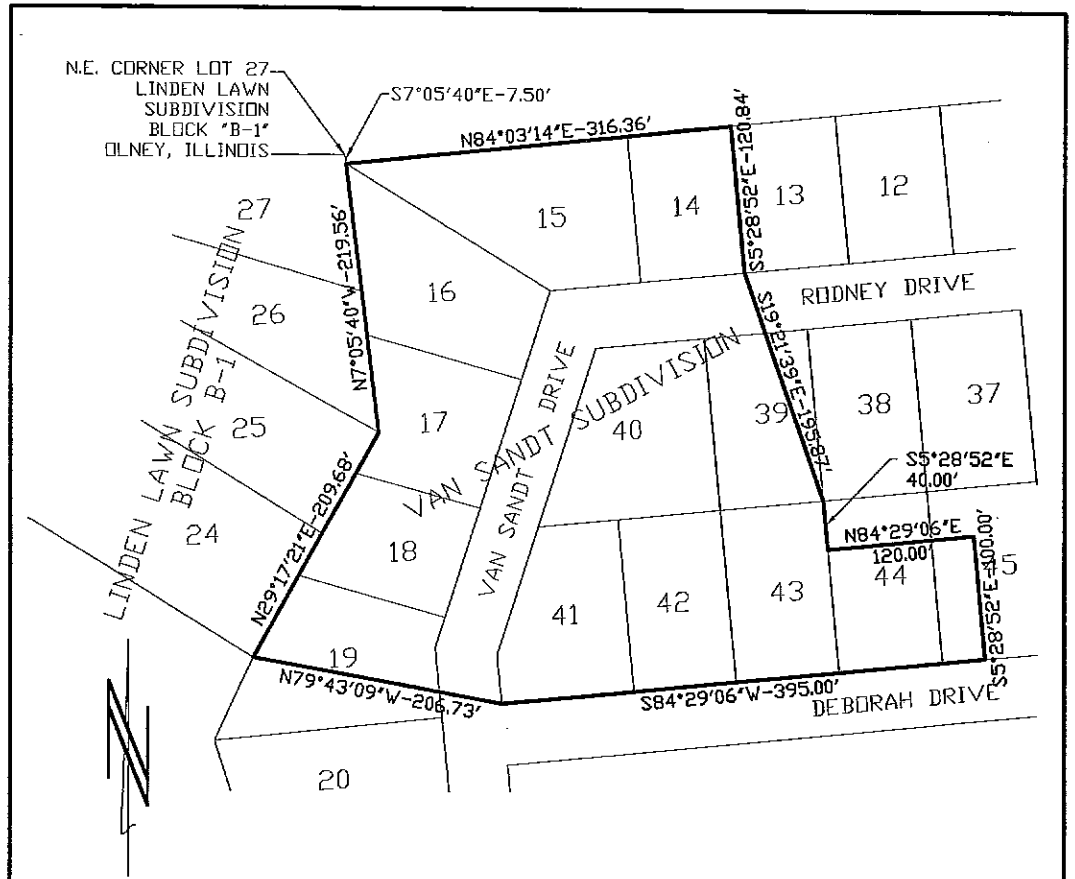 N.E. CORNER LOT 27
LINDEN LAWN
SUBDIVISION
BLOCK "B-1"
OLNEY, ILLINOIS
S7°05'40"E-7.50'
N84°03'14"E-316.36'
S5°28'52"E-120.84'
27
15
14
13
12
N7°05'40"W-219.56'
16
26
RODNEY DRIVE
S19°21'39"E-195.87'
LINDEN LAWN SUBDIVISION
BLOCK B-1
25
17
VAN SANDT DRIVE
VAN SANDT SUBDIVISION
40
39
38
37
S5°28'52"E
40.00'
N29°17'21"E-209.68'
24
18
N84°29'06"E
120.00'
S5°28'52"E-100.00'
41
42
43
44
45
19
N79°43'09"W-206.73'
S84°29'06"W-395.00'
DEBORAH DRIVE
20
N